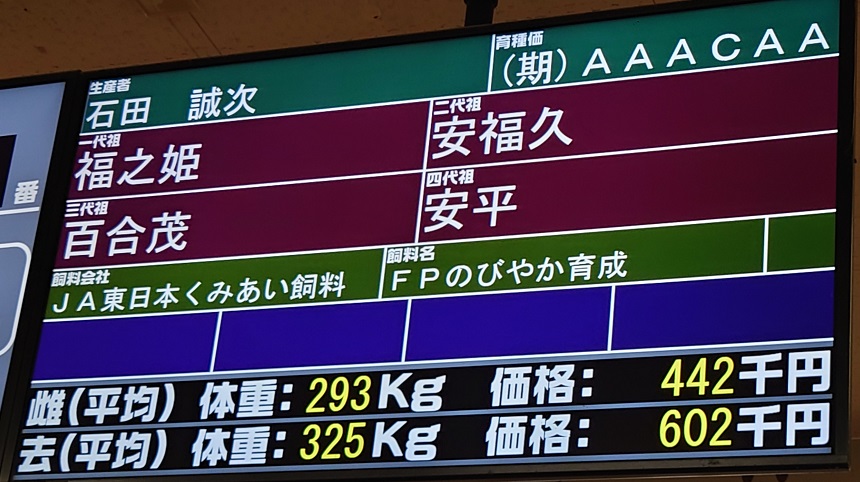 番
生産者
石田　誠次
育種価
(期) ＡＡＡＣＡＡ
一代祖
福之姫
二代祖
安福久
三代祖
百合茂
四代祖
安平
飼料会社
ＪＡ東日本くみあい飼料
飼料名
ＦＰのびやか育成
雌(平均) 体重: 293Kg 価格: 442千円
去(平均) 体重: 325Kg 価格: 602千円